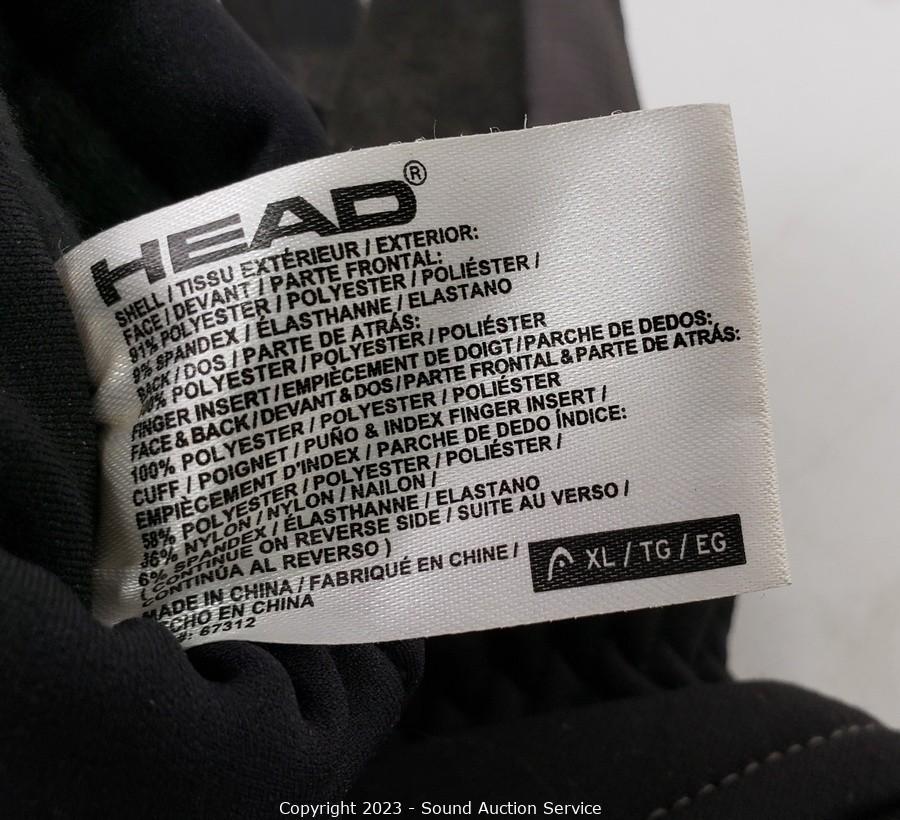 HEAD®
SHELL / TISSU EXTÉRIEUR / EXTERIOR:
FACE / DEVANT / PARTE FRONTAL:
91% POLYESTER / POLYESTER / POLIÉSTER /
9% SPANDEX / ÉLASTHANNE / ELASTANO
BACK / DOS / PARTE DE ATRÁS:
100% POLYESTER / POLYESTER / POLIÉSTER
FINGER INSERT / EMPIÈCEMENT DE DOIGT / PARCHE DE DEDOS:
FACE & BACK / DEVANT & DOS / PARTE FRONTAL & PARTE DE ATRÁS:
100% POLYESTER / POLYESTER / POLIÉSTER
CUFF / POIGNET / PUÑO & INDEX FINGER INSERT /
EMPIÈCEMENT D'INDEX / PARCHE DE DEDO ÍNDICE:
58% POLYESTER / POLYESTER / POLIÉSTER /
36% NYLON / NYLON / NAILON /
6% SPANDEX / ÉLASTHANNE / ELASTANO
( CONTINUE ON REVERSE SIDE / SUITE AU VERSO /
CONTINÚA AL REVERSO )
MADE IN CHINA / FABRIQUÉ EN CHINE /
ECHO EN CHINA
#: 67312
XL / TG / EG
Copyright 2023 - Sound Auction Service